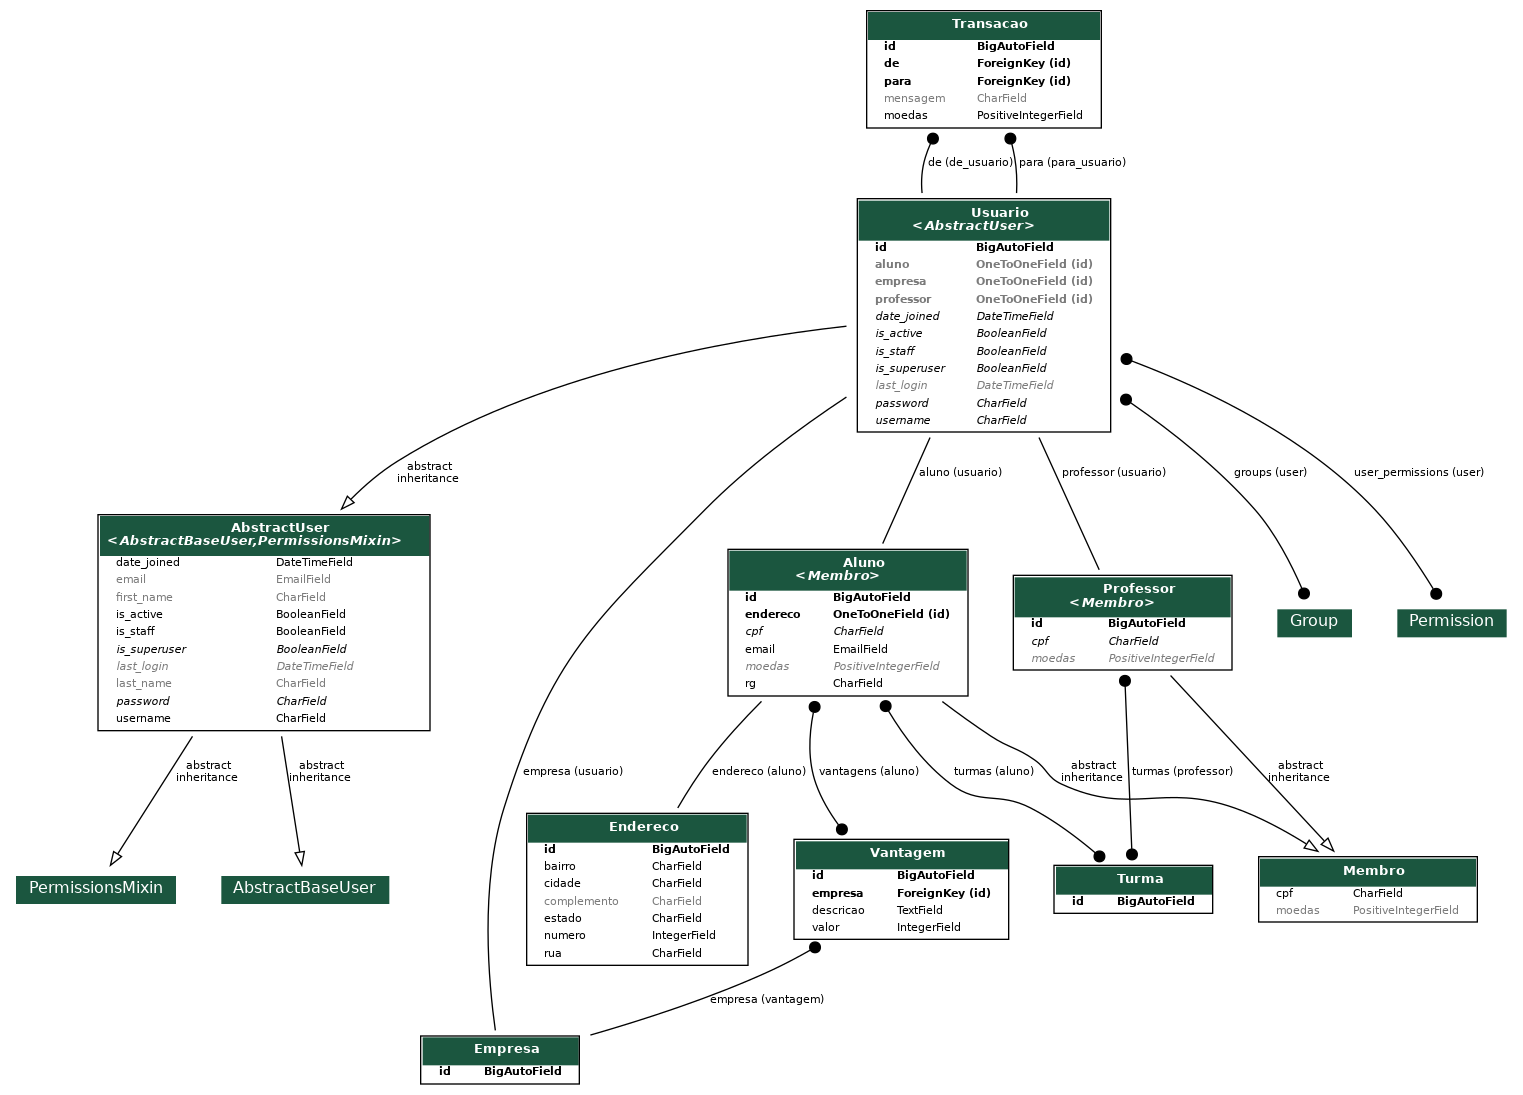 Transacao
id BigAutoField
de ForeignKey (id)
para ForeignKey (id)
mensagem CharField
moedas PositiveIntegerField
de (de_usuario) para (para_usuario)
Usuario
<AbstractUser>
id BigAutoField
aluno OneToOneField (id)
empresa OneToOneField (id)
professor OneToOneField (id)
date_joined DateTimeField
is_active BooleanField
is_staff BooleanField
is_superuser BooleanField
last_login DateTimeField
password CharField
username CharField
abstract
inheritance
aluno (usuario)
professor (usuario)
groups (user)
user_permissions (user)
AbstractUser
<AbstractBaseUser,PermissionsMixin>
date_joined DateTimeField
email EmailField
first_name CharField
is_active BooleanField
is_staff BooleanField
is_superuser BooleanField
last_login DateTimeField
last_name CharField
password CharField
username CharField
Aluno
<Membro>
id BigAutoField
endereco OneToOneField (id)
cpf CharField
email EmailField
moedas PositiveIntegerField
rg CharField
Professor
<Membro>
id BigAutoField
cpf CharField
moedas PositiveIntegerField
Group
Permission
abstract
inheritance
abstract
inheritance
empresa (usuario)
endereco (aluno)
vantagens (aluno)
turmas (aluno)
abstract
inheritance
turmas (professor)
abstract
inheritance
PermissionsMixin
AbstractBaseUser
Endereco
id BigAutoField
bairro CharField
cidade CharField
complemento CharField
estado CharField
numero IntegerField
rua CharField
Vantagem
id BigAutoField
empresa ForeignKey (id)
descricao TextField
valor IntegerField
Turma
id BigAutoField
Membro
cpf CharField
moedas PositiveIntegerField
empresa (vantagem)
Empresa
id BigAutoField